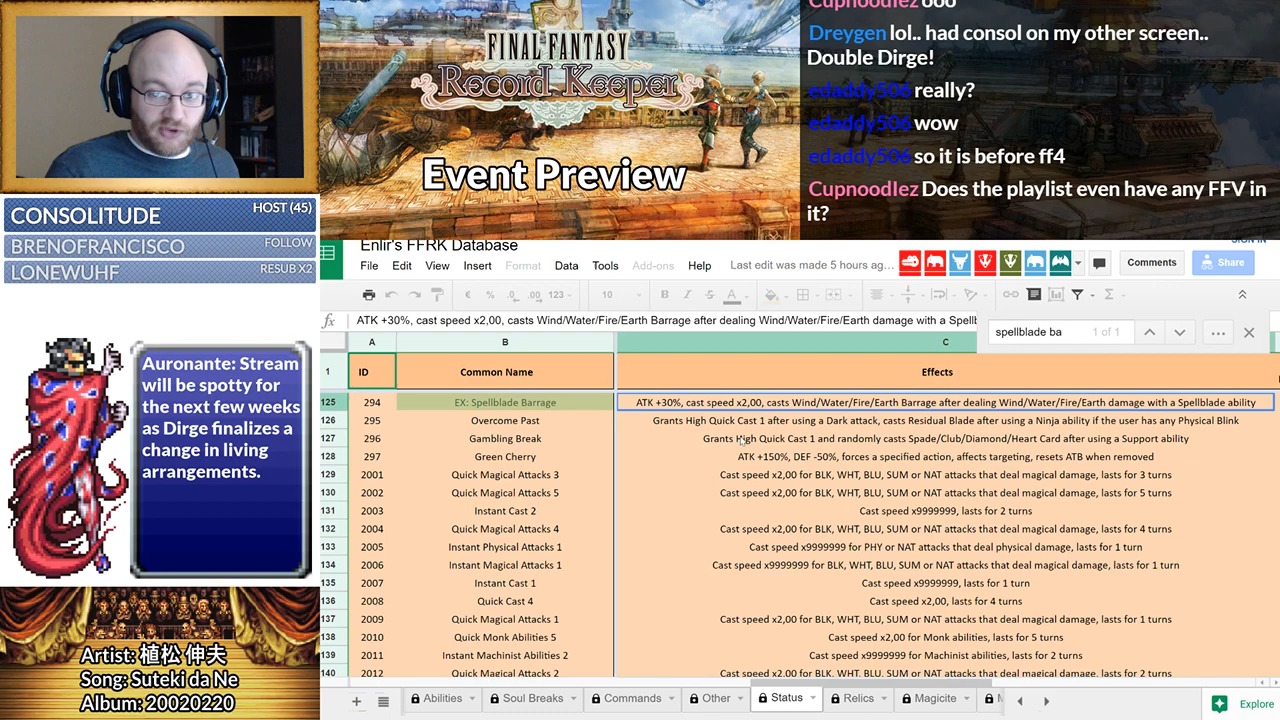 FINAL FANTASY
Record Keeper
Event Preview
CupnoodIez ooo
Dreygen lol.. had consol on my other screen..
Double Dirge!
edaddy506 really?
edaddy506 wow
edaddy506 so it is before ff4
CupnoodIez Does the playlist even have any FFV in
it?
CONSOLITUDE HOST (45)
BRENOFRANCISCO FOLLOW
LONEWUHF RESUB X2
Auronante: Stream
will be spotty for
the next few weeks
as Dirge finalizes a
change in living
arrangements.
Artist: 植松 伸夫
Song: Suteki da Ne
Album: 20020220
Enlir's FFRK Database
SIGN IN
File Edit View Insert Format Data Tools Add-ons Help Last edit was made 5 hours ag... Comments Share
€ % .0 .00 123 10 B I S A Σ
fx ATK +30%, cast speed x2,00, casts Wind/Water/Fire/Earth Barrage after dealing Wind/Water/Fire/Earth damage with a Spellb
spellblade ba 1 of 1
A B C
1 ID Common Name Effects
125 294 EX: Spellblade Barrage ATK +30%, cast speed x2,00, casts Wind/Water/Fire/Earth Barrage after dealing Wind/Water/Fire/Earth damage with a Spellblade ability
126 295 Overcome Past Grants High Quick Cast 1 after using a Dark attack, casts Residual Blade after using a Ninja ability if the user has any Physical Blink
127 296 Gambling Break Grants High Quick Cast 1 and randomly casts Spade/Club/Diamond/Heart Card after using a Support ability
128 297 Green Cherry ATK +150%, DEF -50%, forces a specified action, affects targeting, resets ATB when removed
129 2001 Quick Magical Attacks 3 Cast speed x2,00 for BLK, WHT, BLU, SUM or NAT attacks that deal magical damage, lasts for 3 turns
130 2002 Quick Magical Attacks 5 Cast speed x2,00 for BLK, WHT, BLU, SUM or NAT attacks that deal magical damage, lasts for 5 turns
131 2003 Instant Cast 2 Cast speed x9999999, lasts for 2 turns
132 2004 Quick Magical Attacks 4 Cast speed x2,00 for BLK, WHT, BLU, SUM or NAT attacks that deal magical damage, lasts for 4 turns
133 2005 Instant Physical Attacks 1 Cast speed x9999999 for PHY or NAT attacks that deal physical damage, lasts for 1 turn
134 2006 Instant Magical Attacks 1 Cast speed x9999999 for BLK, WHT, BLU, SUM or NAT attacks that deal magical damage, lasts for 1 turn
135 2007 Instant Cast 1 Cast speed x9999999, lasts for 1 turn
136 2008 Quick Cast 4 Cast speed x2,00, lasts for 4 turns
137 2009 Quick Magical Attacks 1 Cast speed x2,00 for BLK, WHT, BLU, SUM or NAT attacks that deal magical damage, lasts for 1 turns
138 2010 Quick Monk Abilities 5 Cast speed x2,00 for Monk abilities, lasts for 5 turns
139 2011 Instant Machinist Abilities 2 Cast speed x9999999 for Machinist abilities, lasts for 2 turns
140 2012 Quick Magical Attacks 2 Cast speed x2,00 for BLK, WHT, BLU, SUM or NAT attacks that deal magical damage, lasts for 2 turns
Abilities Soul Breaks Commands Other Status Relics Magicite Explore